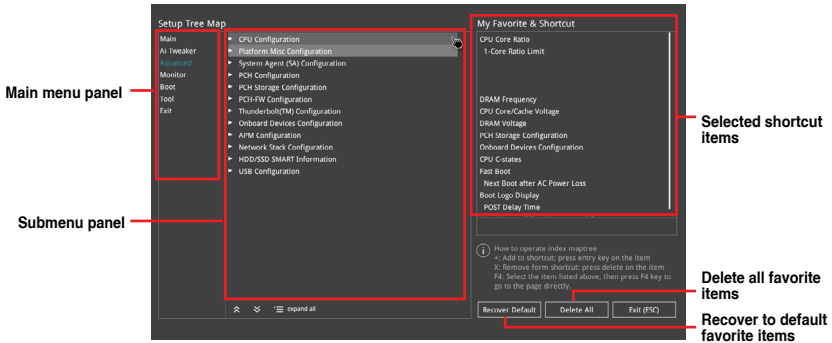 Setup Tree Map
My Favorite & Shortcut
Main
Ai Tweaker
Advanced
Monitor
Boot
Tool
Exit
CPU Configuration
Platform Misc Configuration
System Agent (SA) Configuration
PCH Configuration
PCH Storage Configuration
PCH-FW Configuration
Thunderbolt(TM) Configuration
Onboard Devices Configuration
APM Configuration
Network Stack Configuration
HDD/SSD SMART Information
USB Configuration
expand all
CPU Core Ratio
1-Core Ratio Limit
DRAM Frequency
CPU Core/Cache Voltage
DRAM Voltage
PCH Storage Configuration
Onboard Devices Configuration
CPU C-states
Fast Boot
Next Boot after AC Power Loss
Boot Logo Display
POST Delay Time
How to operate index maptree
+: Add to shortcut: press entry key on the item
X: Remove form shortcut: press delete on the item
F4: Select the item listed above, then press F4 key to
go to the page directly.
Recover Default
Delete All
Exit (ESC)
Main menu panel
Submenu panel
Selected shortcut
items
Delete all favorite
items
Recover to default
favorite items